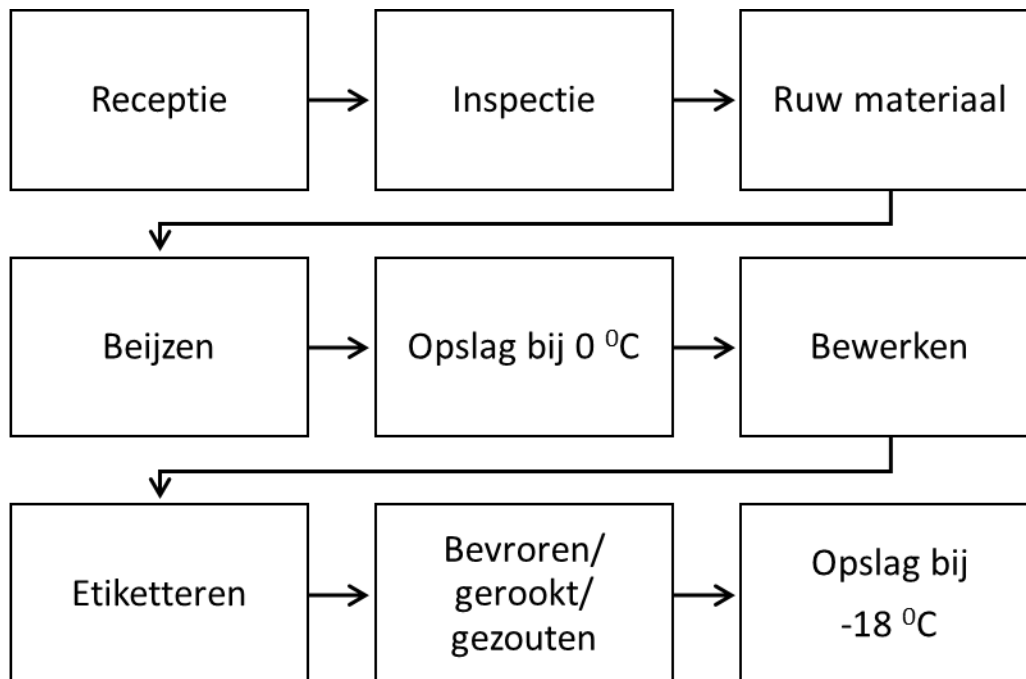 Receptie
Inspectie
Ruw materiaal
Beijzen
Opslag bij 0 ⁰C
Bewerken
Etiketteren
Bevroren/
gerookt/
gezouten
Opslag bij
-18 ⁰C